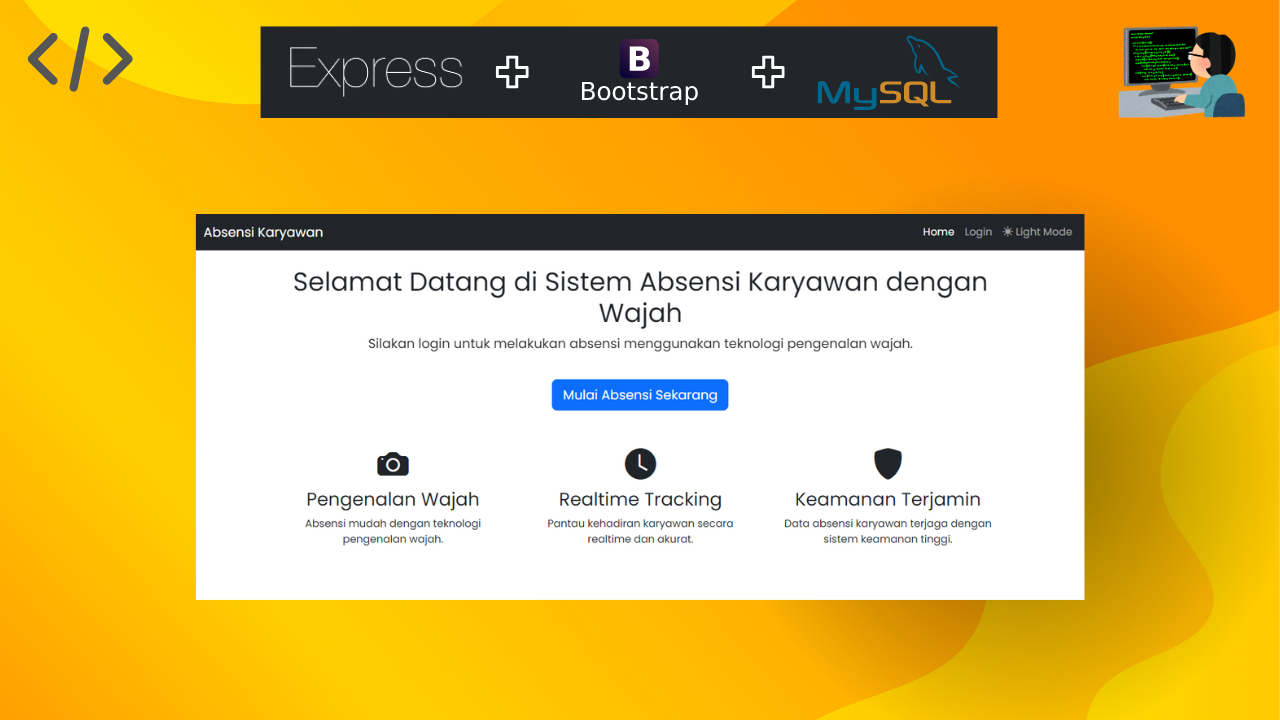 Express
B
Bootstrap
MySQL
Absensi Karyawan
Home Login Light Mode
Selamat Datang di Sistem Absensi Karyawan dengan
Wajah
Silakan login untuk melakukan absensi menggunakan teknologi pengenalan wajah.
Mulai Absensi Sekarang
Pengenalan Wajah
Absensi mudah dengan teknologi
pengenalan wajah.
Realtime Tracking
Pantau kehadiran karyawan secara
realtime dan akurat.
Keamanan Terjamin
Data absensi karyawan terjaga dengan
sistem keamanan tinggi.